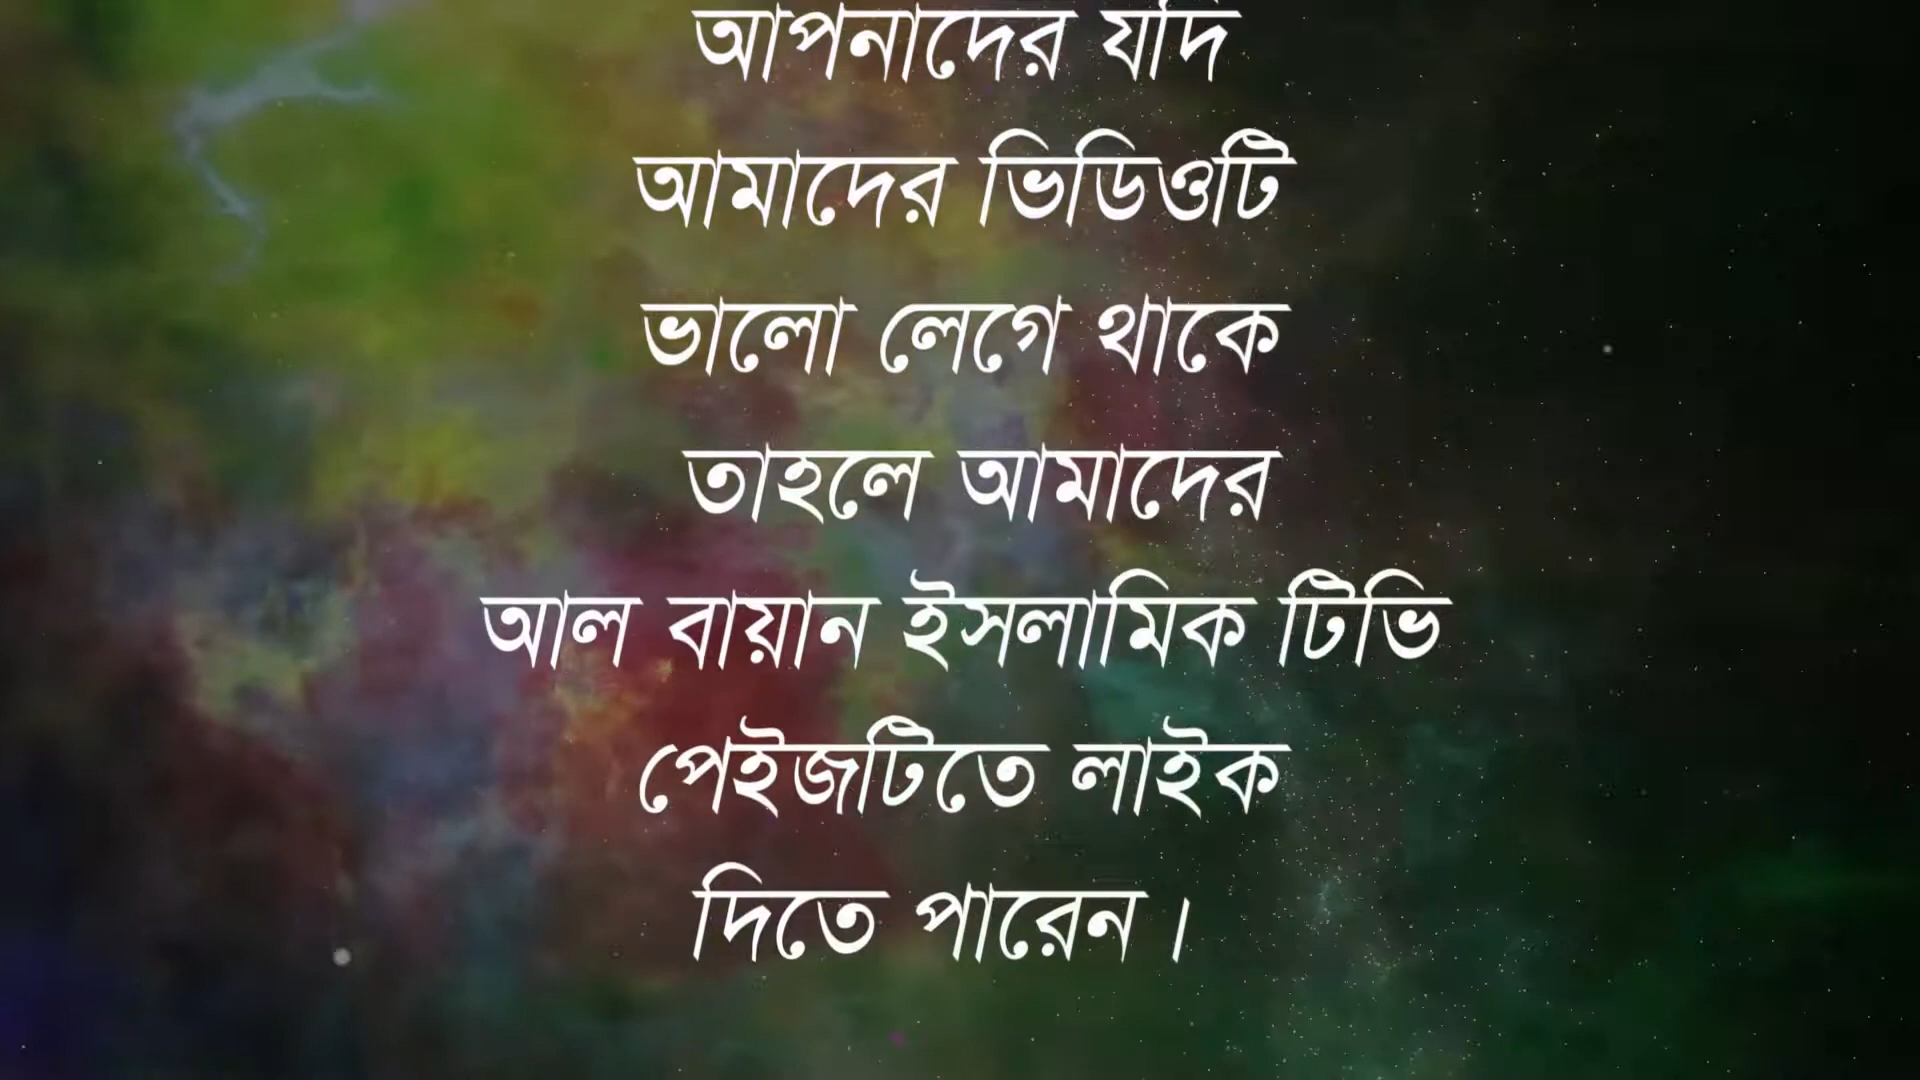 আপনাদের যদি
আমাদের ভিডিওটি
ভালো লেগে থাকে
তাহলে আমাদের
আল বায়ান ইসলামিক টিভি
পেইজটিতে লাইক
দিতে পারেন ।